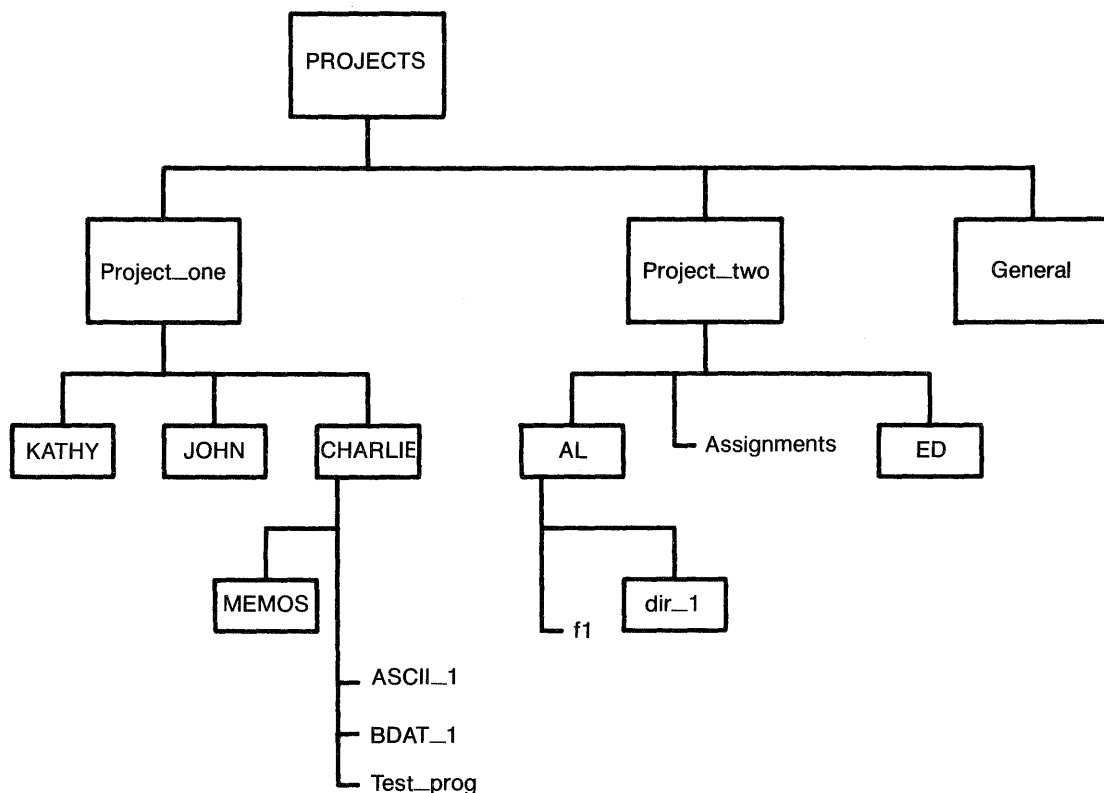 PROJECTS
Project_one
Project_two
General
KATHY
JOHN
CHARLIE
AL
Assignments
ED
MEMOS
dir_1
f1
ASCII_1
BDAT_1
Test_prog